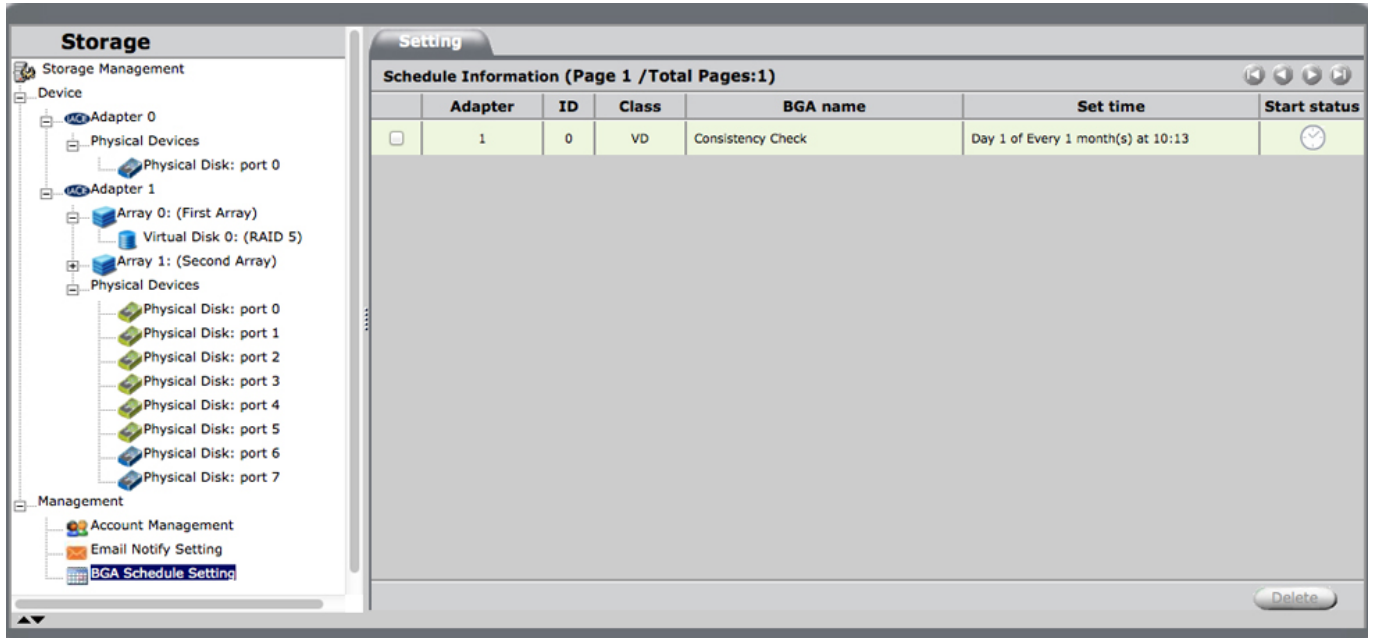 Storage
Storage Management
Device
Adapter 0
Physical Devices
Physical Disk: port 0
Adapter 1
Array 0: (First Array)
Virtual Disk 0: (RAID 5)
Array 1: (Second Array)
Physical Devices
Physical Disk: port 0
Physical Disk: port 1
Physical Disk: port 2
Physical Disk: port 3
Physical Disk: port 4
Physical Disk: port 5
Physical Disk: port 6
Physical Disk: port 7
Management
Account Management
Email Notify Setting
BGA Schedule Setting
Setting
Schedule Information (Page 1 /Total Pages:1)
Adapter ID Class BGA name Set time Start status
1 0 VD Consistency Check Day 1 of Every 1 month(s) at 10:13
Delete